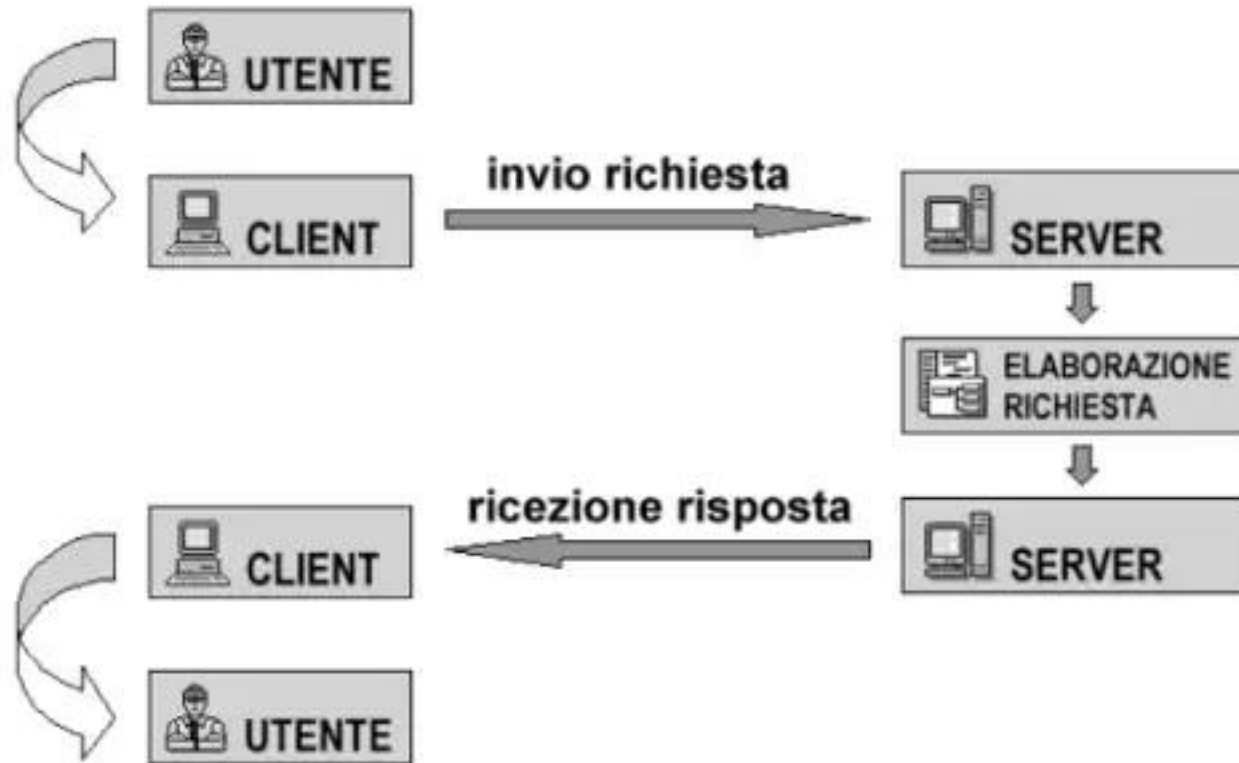 UTENTE
invio richiesta
CLIENT
SERVER
ELABORAZIONE
RICHIESTA
ricezione risposta
CLIENT
SERVER
UTENTE